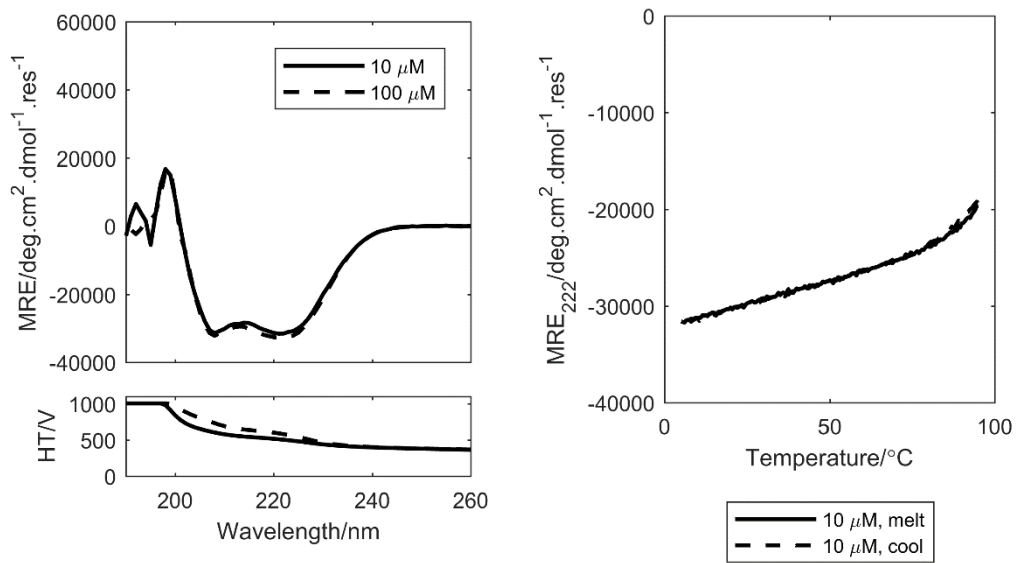 60000
40000
20000
0
-20000
-40000
MRE/deg.cm².dmol⁻¹.res⁻¹
10 μM
100 μM
1000
500
0
HT/V
200
220
240
260
Wavelength/nm
0
-10000
-20000
-30000
-40000
MRE₂₂₂/deg.cm².dmol⁻¹.res⁻¹
0
50
100
Temperature/°C
10 μM, melt
10 μM, cool